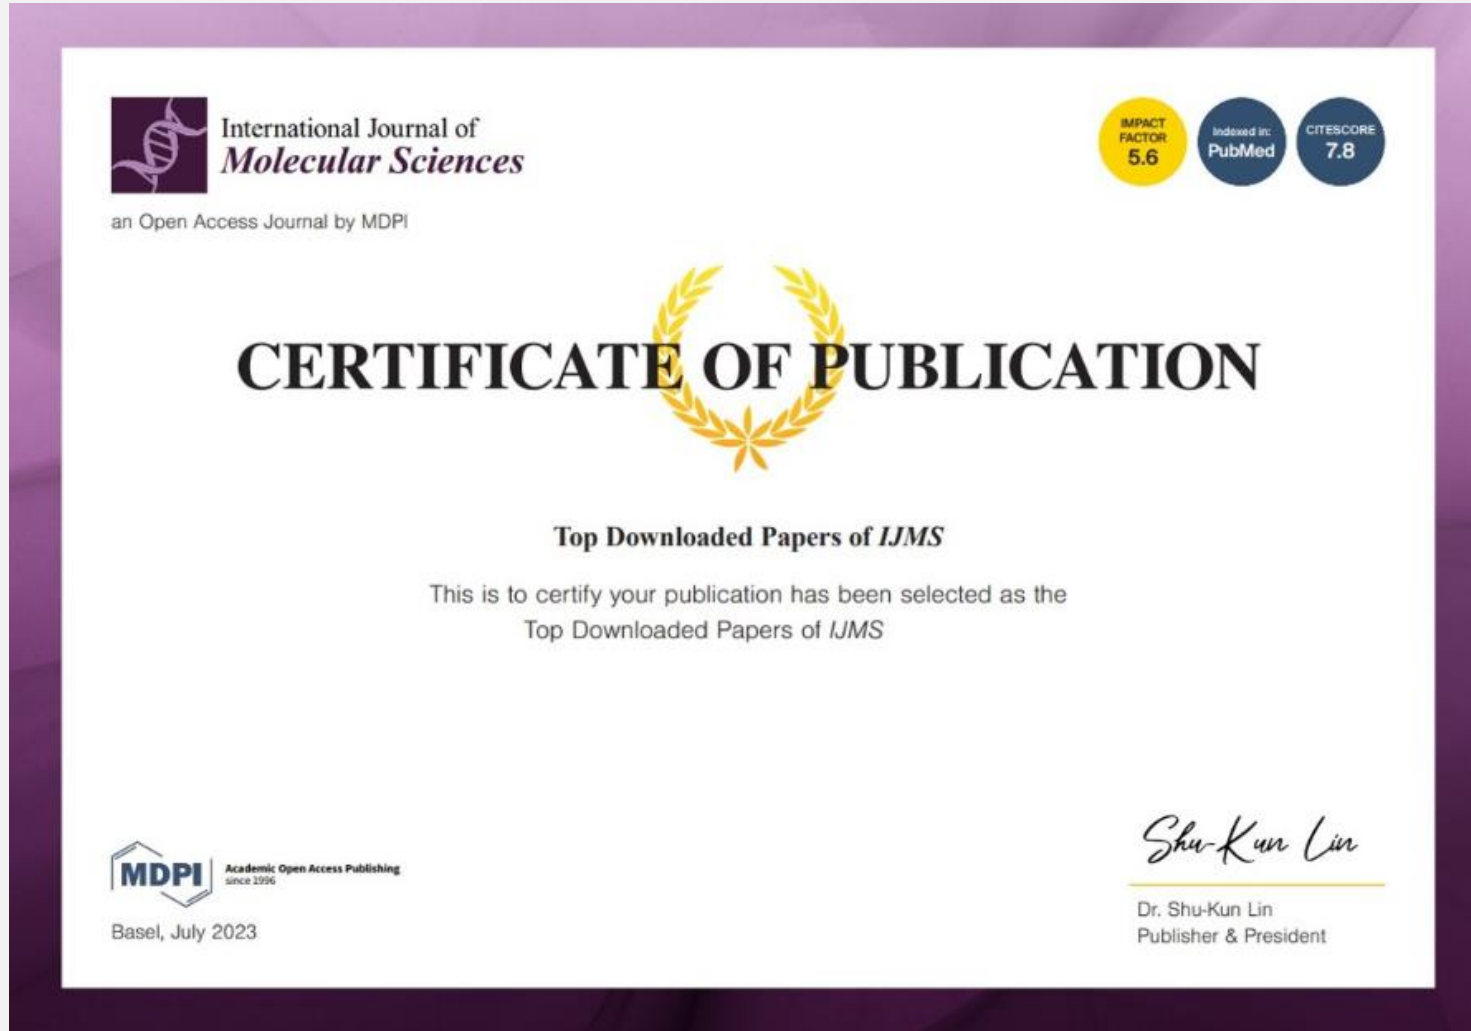 International Journal of
Molecular Sciences
an Open Access Journal by MDPI
IMPACT
FACTOR
5.6
Indexed in:
PubMed
CITESCORE
7.8
CERTIFICATE OF PUBLICATION
Top Downloaded Papers of IJMS
This is to certify your publication has been selected as the
Top Downloaded Papers of IJMS
MDPI
Academic Open Access Publishing
since 1996
Basel, July 2023
Shu-Kun Lin
Dr. Shu-Kun Lin
Publisher & President